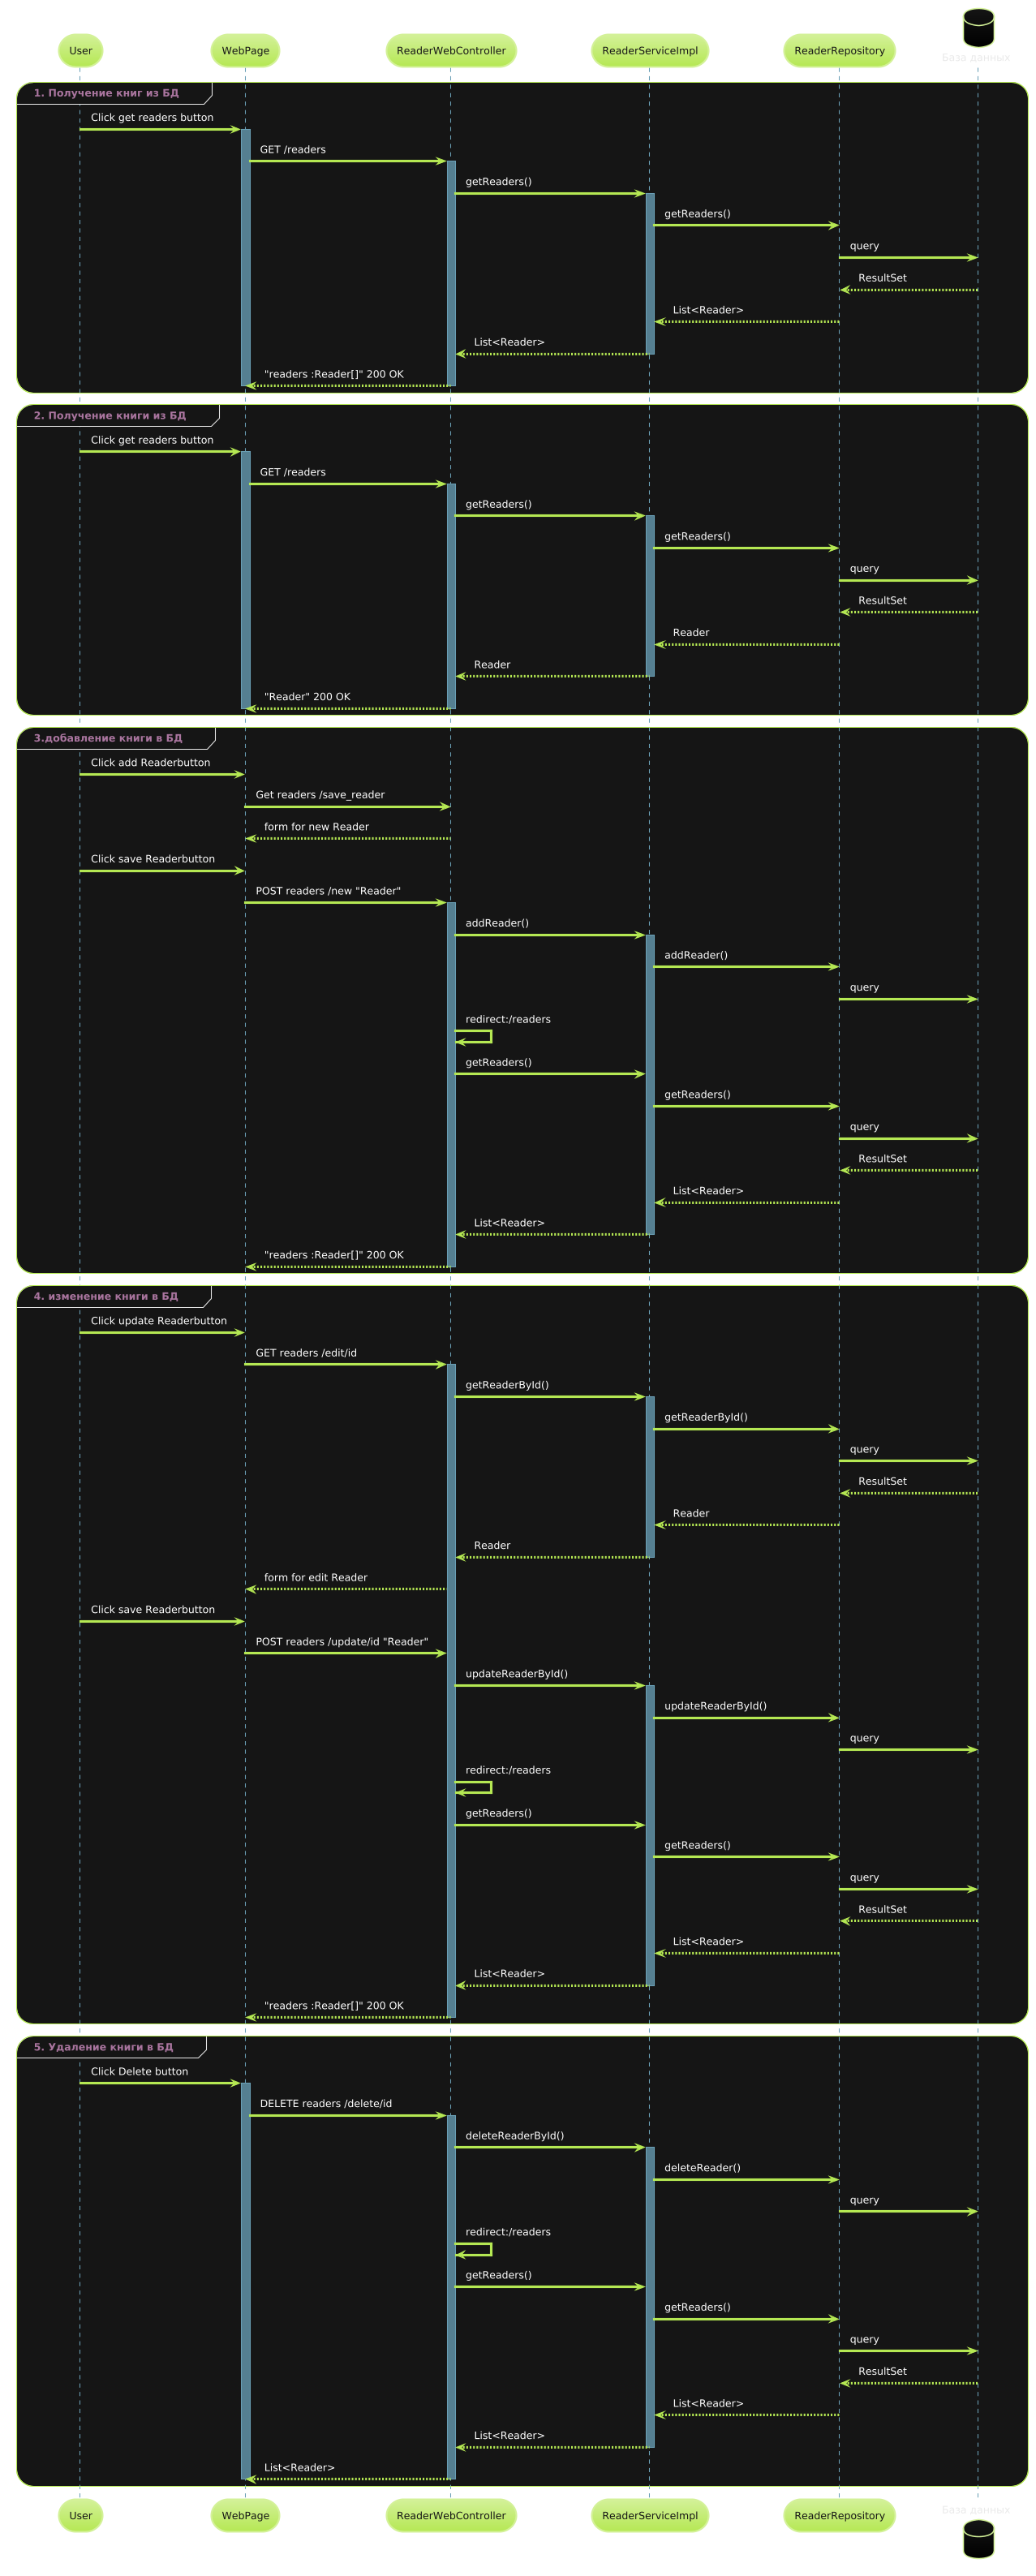 User
WebPage
ReaderWebController
ReaderServiceImpl
ReaderRepository
База данных
1. Получение книг из БД
Click get readers button
GET /readers
getReaders()
getReaders()
query
ResultSet
List<Reader>
List<Reader>
"readers :Reader[]" 200 OK
2. Получение книги из БД
Click get readers button
GET /readers
getReaders()
getReaders()
query
ResultSet
Reader
Reader
"Reader" 200 OK
3.добавление книги в БД
Click add Readerbutton
Get readers /save_reader
form for new Reader
Click save Readerbutton
POST readers /new "Reader"
addReader()
addReader()
query
redirect:/readers
getReaders()
getReaders()
query
ResultSet
List<Reader>
List<Reader>
"readers :Reader[]" 200 OK
4. изменение книги в БД
Click update Readerbutton
GET readers /edit/id
getReaderById()
getReaderById()
query
ResultSet
Reader
Reader
form for edit Reader
Click save Readerbutton
POST readers /update/id "Reader"
updateReaderById()
updateReaderById()
query
redirect:/readers
getReaders()
getReaders()
query
ResultSet
List<Reader>
List<Reader>
"readers :Reader[]" 200 OK
5. Удаление книги в БД
Click Delete button
DELETE readers /delete/id
deleteReaderById()
deleteReader()
query
redirect:/readers
getReaders()
getReaders()
query
ResultSet
List<Reader>
List<Reader>
List<Reader>
User
WebPage
ReaderWebController
ReaderServiceImpl
ReaderRepository
База данных